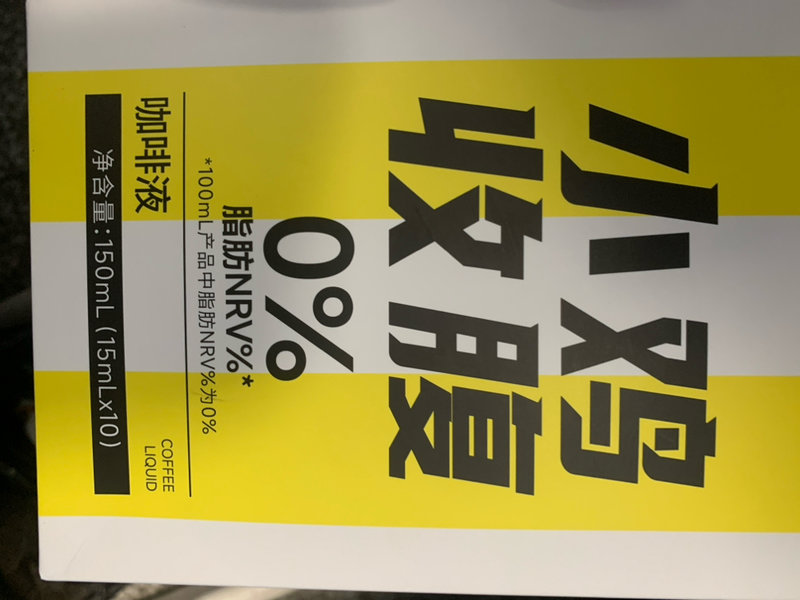 小鸡
收腹
0%
脂肪NRV%*
*100mL产品中脂肪NRV%为0%
咖啡液
COFFEE
LIQUID
净含量:150mL (15mLx10)